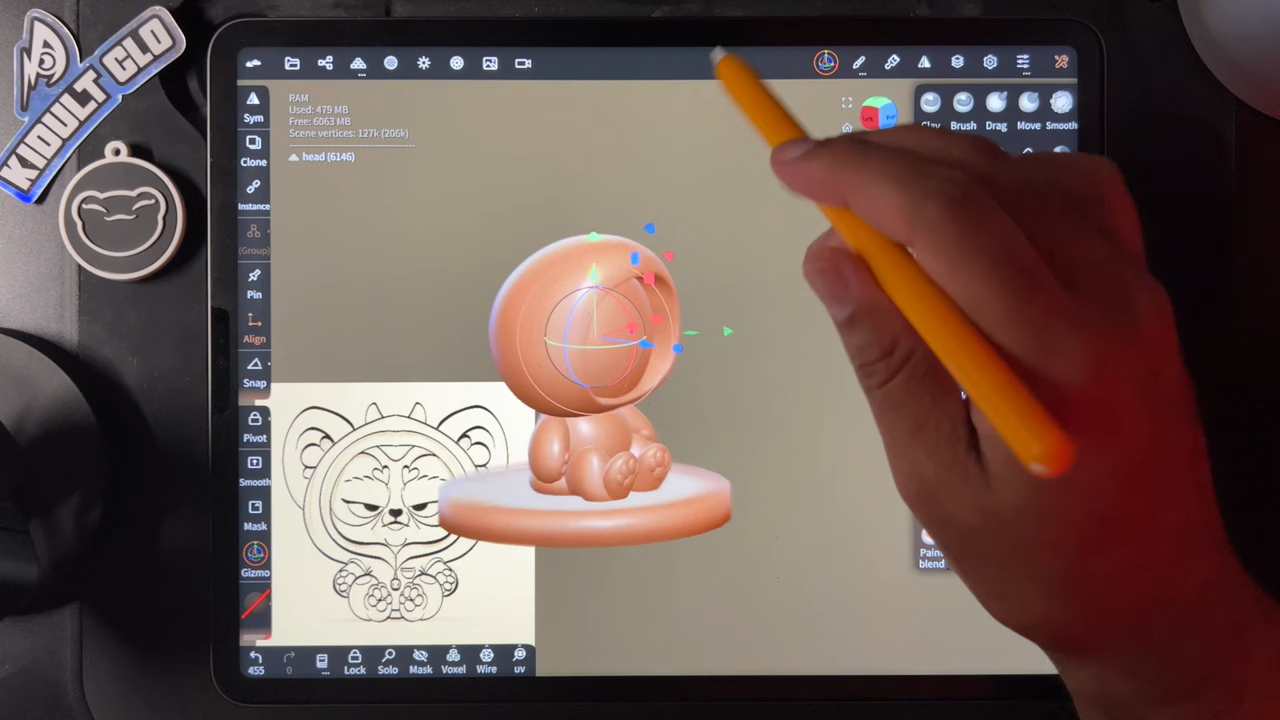 KIDULT CLO
RAM
Used: 479 MB
Free: 6063 MB
Scene vertices: 127k (206k)
head (6146)
Sym
Clone
Instance
(Group)
Pin
Align
Snap
Pivot
Smooth
Mask
Gizmo
Clay
Brush
Drag
Move
Smooth
Paint
blend
455
0
Lock
Solo
Mask
Voxel
Wire
uv